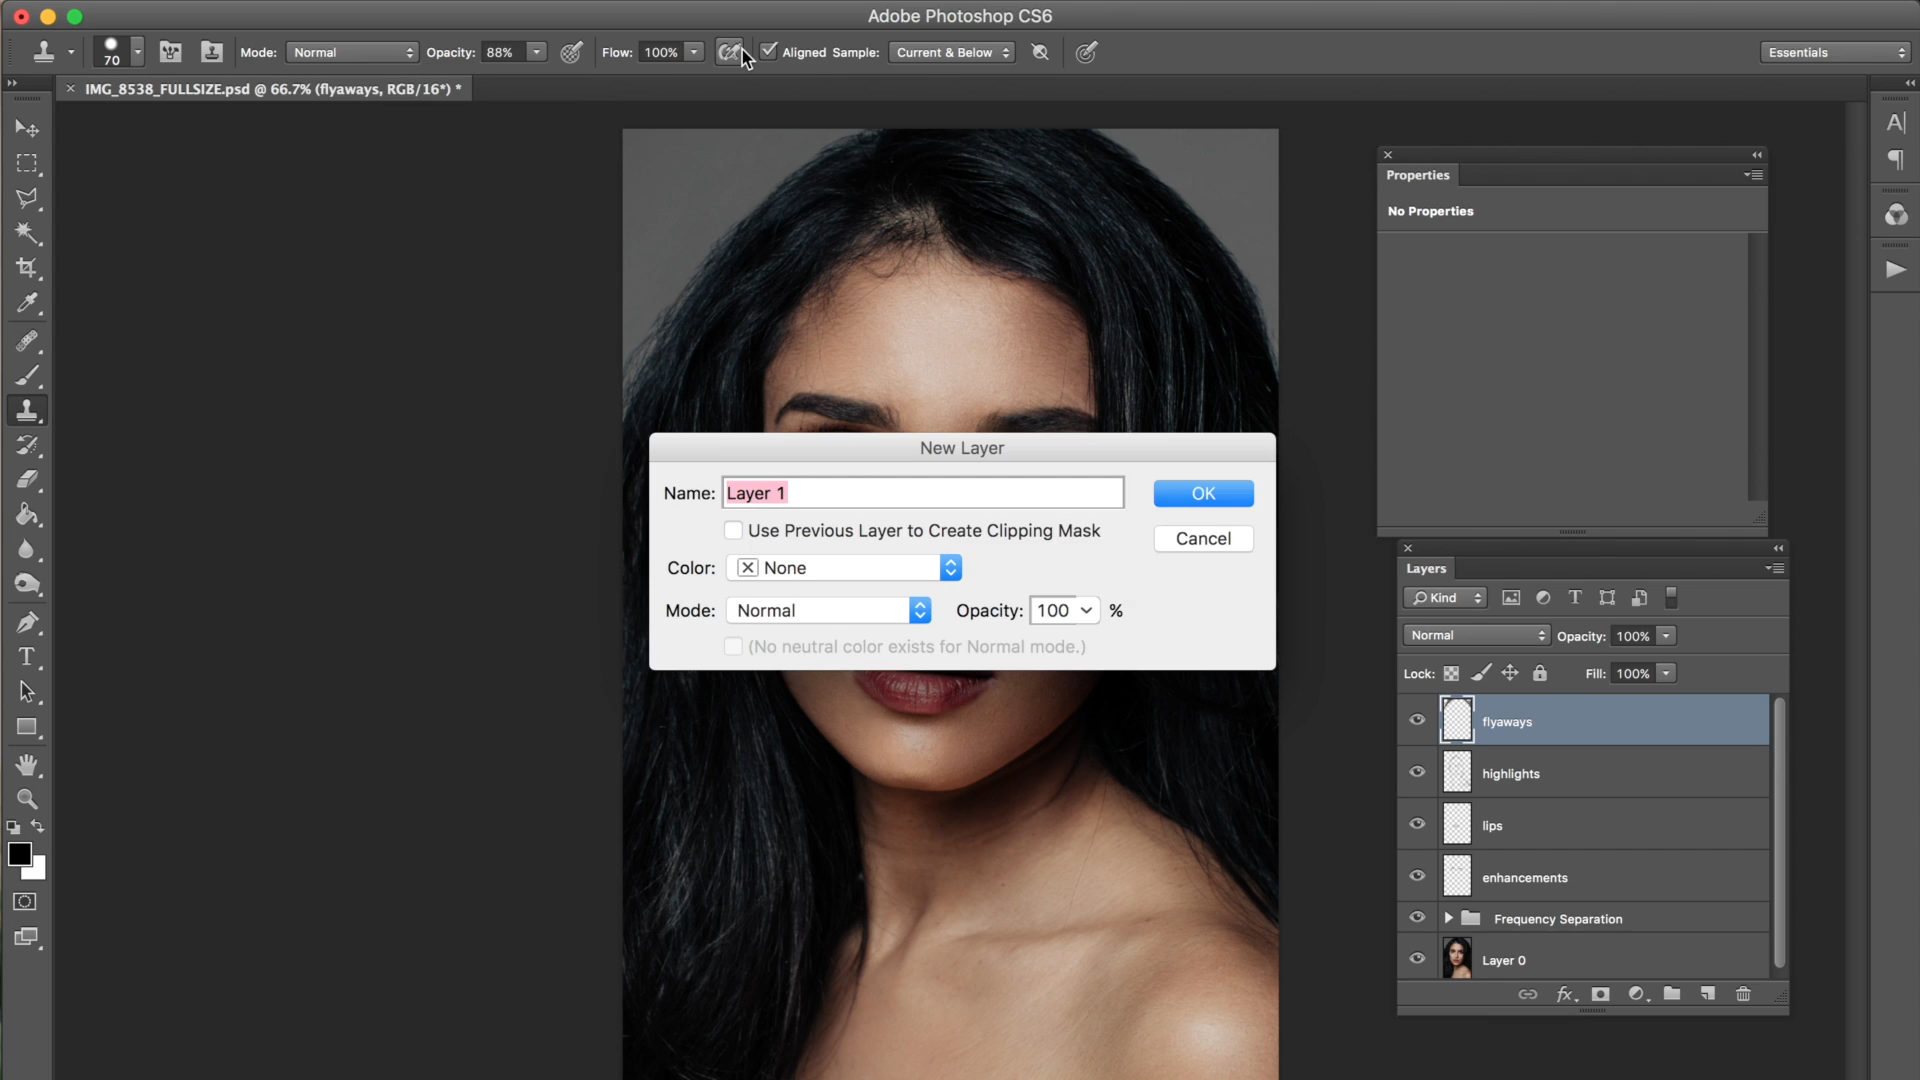 Adobe Photoshop CS6
70 Mode: Normal Opacity: 88% Flow: 100% Aligned Sample: Current & Below Essentials
× IMG_8538_FULLSIZE.psd @ 66.7% (flyaways, RGB/16*) *
Properties
No Properties
New Layer
Name: Layer 1 OK
Use Previous Layer to Create Clipping Mask
Cancel
Color: None
Mode: Normal Opacity: 100 %
(No neutral color exists for Normal mode.)
Layers
Kind
Normal Opacity: 100%
Lock: Fill: 100%
flyaways
highlights
lips
enhancements
Frequency Separation
Layer 0